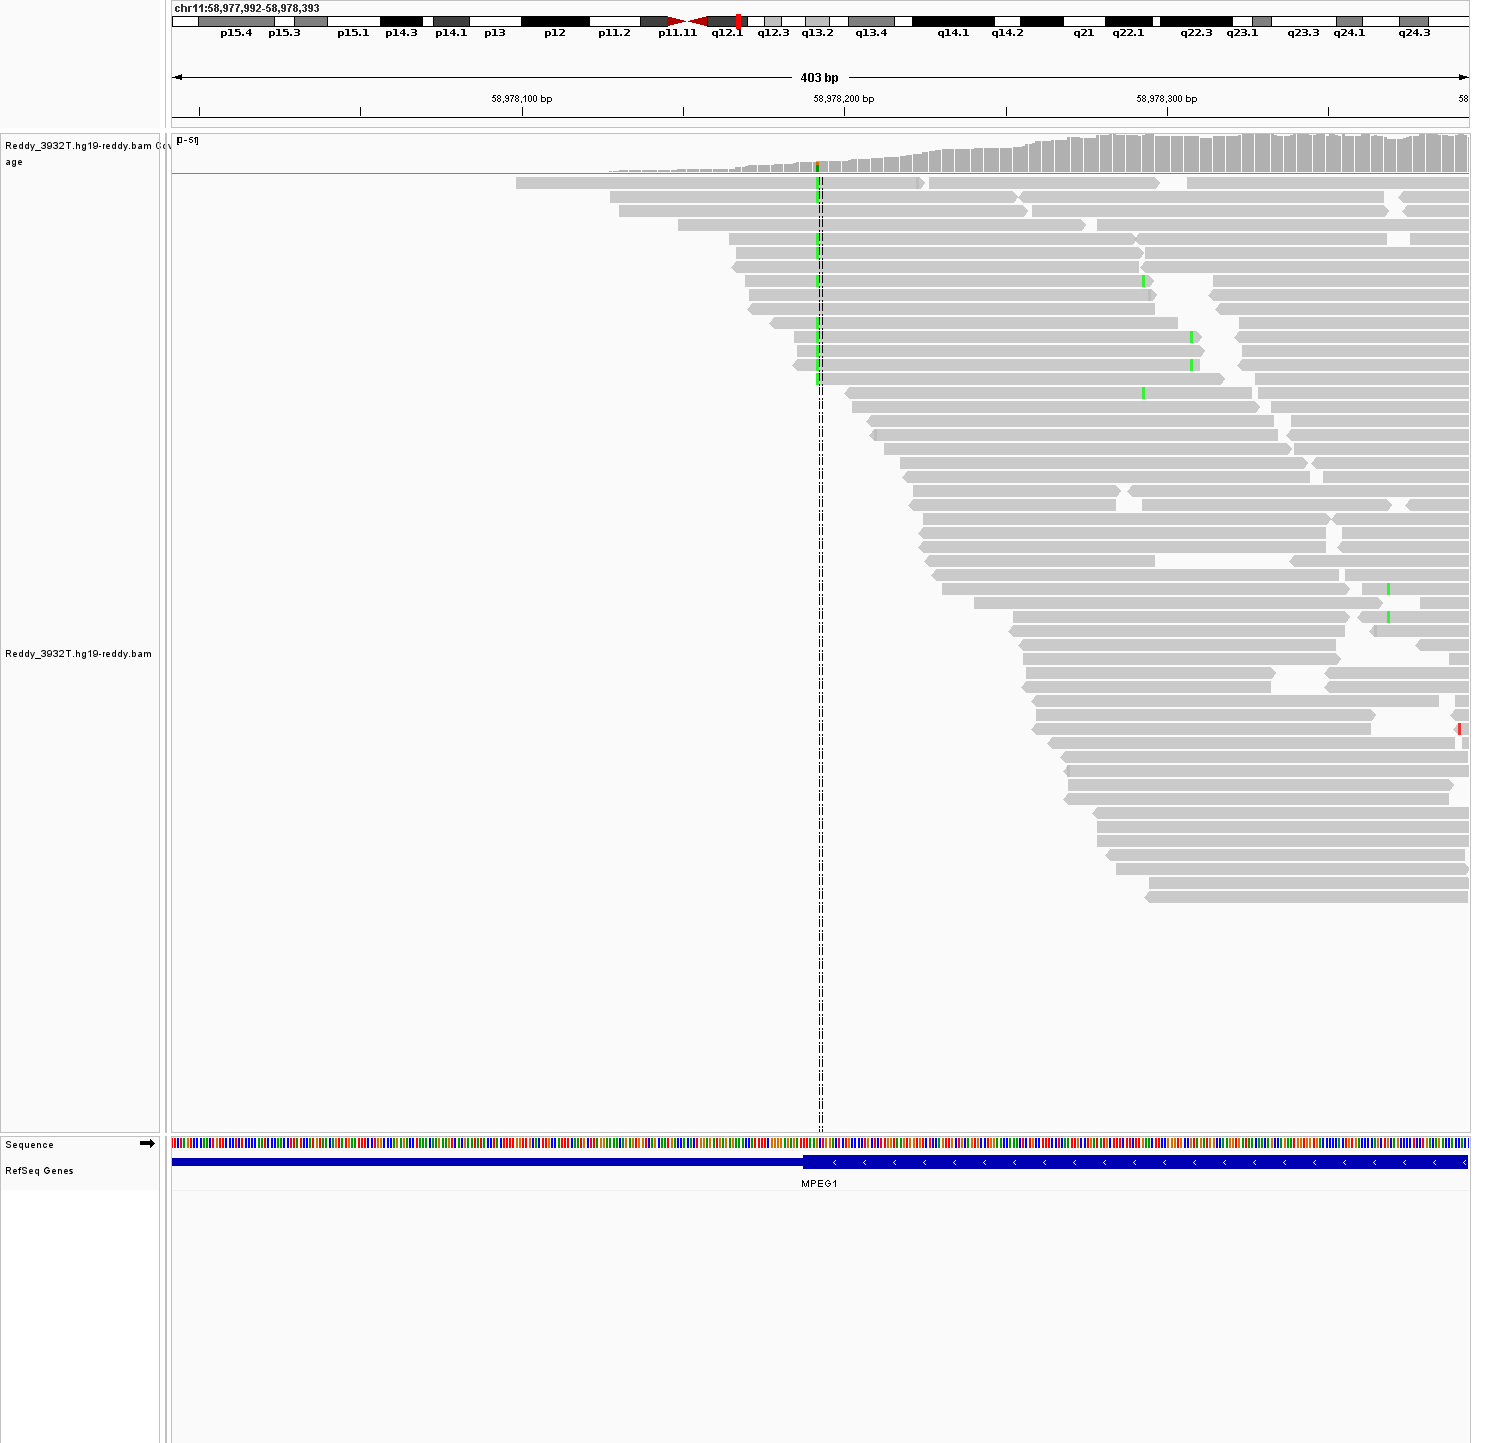 chr11:58,977,992-58,978,393
p15.4 p15.3 p15.1 p14.3 p14.1 p13 p12 p11.2 p11.11 q12.1 q12.3 q13.2 q13.4 q14.1 q14.2 q21 q22.1 q22.3 q23.1 q23.3 q24.1 q24.3
403 bp
58,978,100 bp 58,978,200 bp 58,978,300 bp 58
[0-51]
Reddy_3932T.hg19-reddy.bam Cov
age
Reddy_3932T.hg19-reddy.bam
Sequence
RefSeq Genes
MPEG1